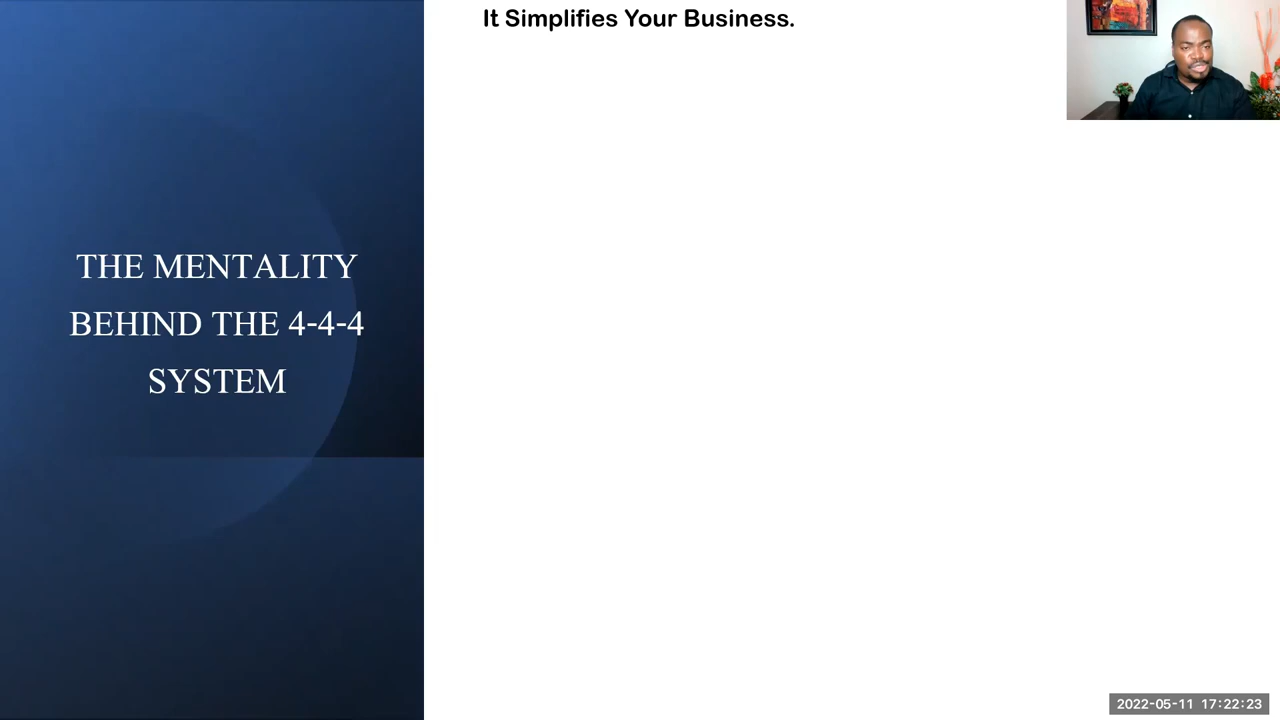 It Simplifies Your Business.
THE MENTALITY
BEHIND THE 4-4-4
SYSTEM
2022-05-11 17:22:23